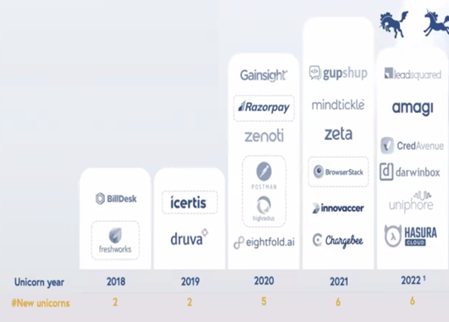 Gainsight
Razorpay
zenoti
POSTMAN
highradius
eightfold.ai
gupshup
mindtickle
zeta
BrowserStack
innovaccer
Chargebee
leadsquared
amagi
CredAvenue
darwinbox
uniphore
HASURA
CLOUD
BillDesk
freshworks
icertis
druva
Unicorn year 2018 2019 2020 2021 2022 ¹
#New unicorns 2 2 5 6 6